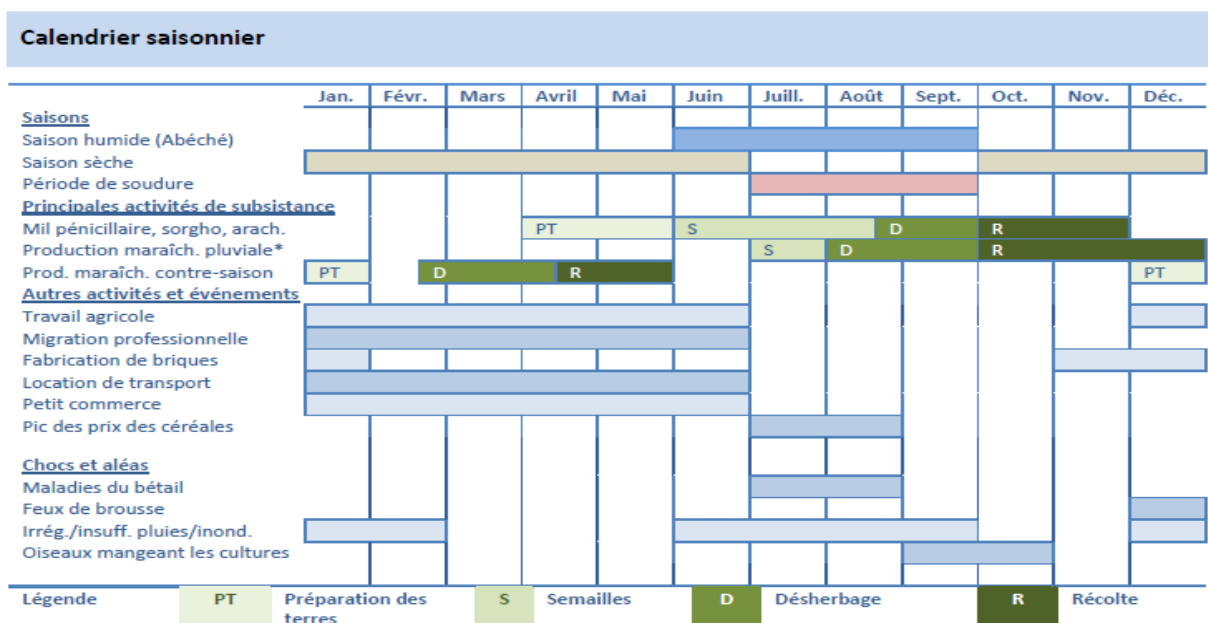 Calendrier saisonnier
Jan. Févr. Mars Avril Mai Juin Juill. Août Sept. Oct. Nov. Déc.
Saisons
Saison humide (Abéché)
Saison sèche
Période de soudure
Principales activités de subsistance
Mil pénicillaire, sorgho, arach. PT S D R
Production maraîch. pluviale* S D R
Prod. maraîch. contre-saison PT D R PT
Autres activités et événements
Travail agricole
Migration professionnelle
Fabrication de briques
Location de transport
Petit commerce
Pic des prix des céréales
Chocs et aléas
Maladies du bétail
Feux de brousse
Irrég./insuff. pluies/inond.
Oiseaux mangeant les cultures
Légende PT Préparation des S Semailles D Désherbage R Récolte
terres